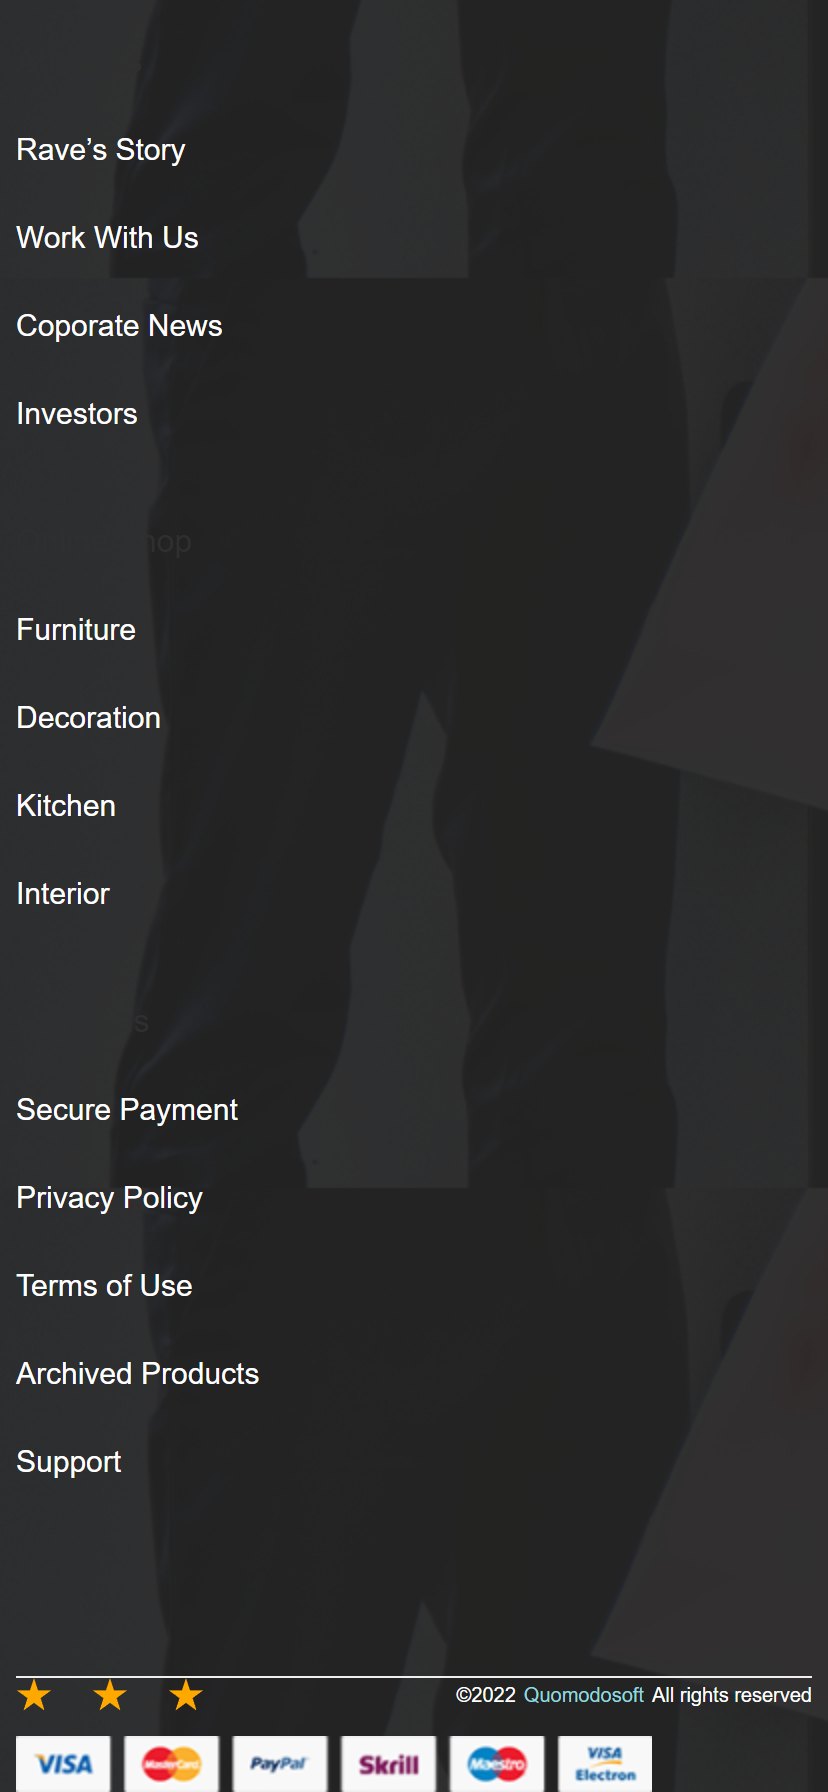 Rave’s Story
Work With Us
Coporate News
Investors
Furniture
Decoration
Kitchen
Interior
Secure Payment
Privacy Policy
Terms of Use
Archived Products
Support
©2022 Quomodosoft All rights reserved
VISA MasterCard PayPal Skrill Maestro VISA Electron